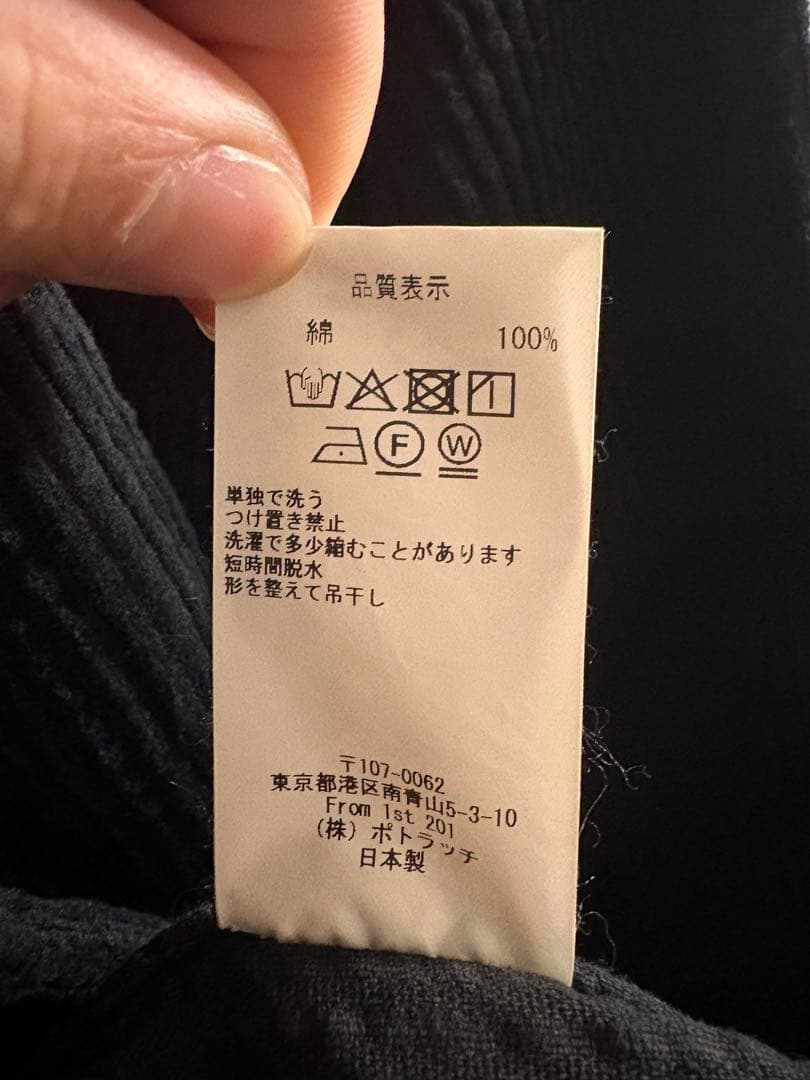 品質表示
綿 100%
F W
単独で洗う
つけ置き禁止
洗濯で多少縮むことがあります
短時間脱水
形を整えて吊干し
〒107-0062
東京都港区南青山5-3-10
From 1st 201
(株) ポトラッチ
日本製